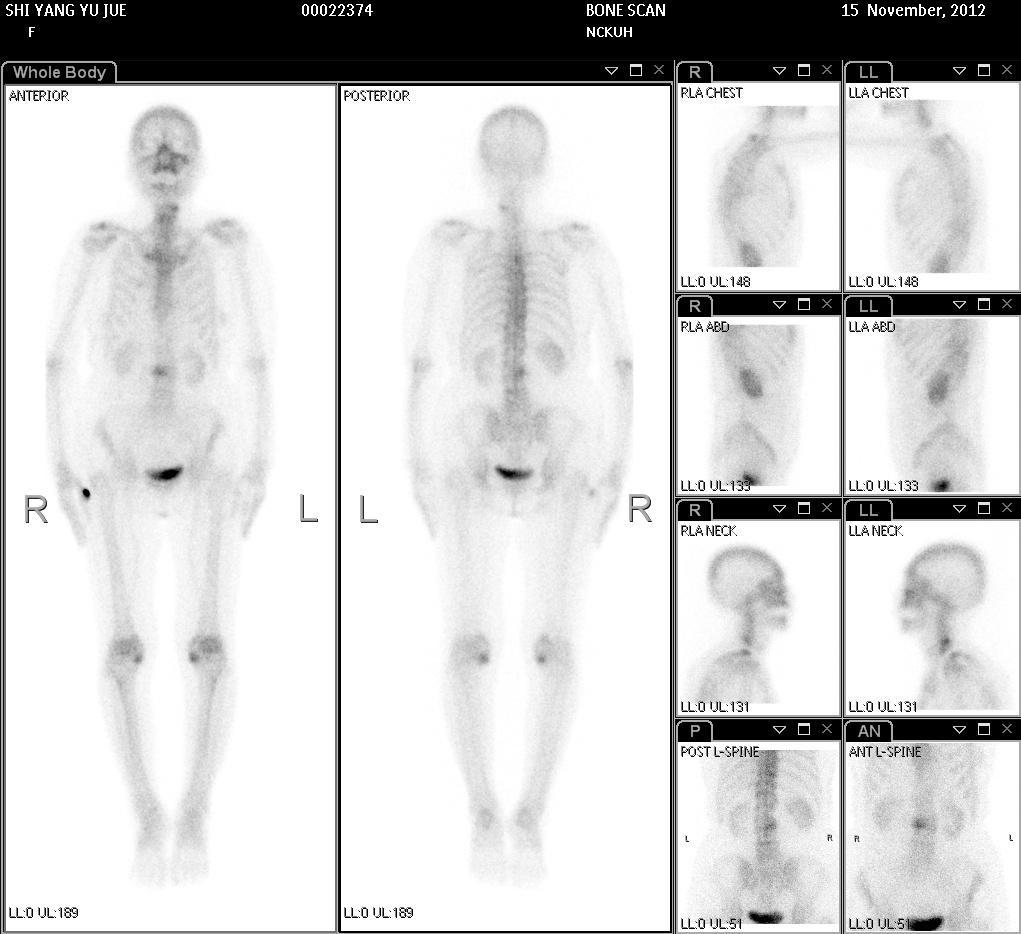 SHI YANG YU JUE 00022374 BONE SCAN 15 November, 2012
F NCKUH
Whole Body
ANTERIOR
R L
LL:0 UL:189
POSTERIOR
L R
LL:0 UL:189
R
RLA CHEST
LL:0 UL:148
LL
LLA CHEST
LL:0 UL:148
R
RLA ABD
LL:0 UL:133
LL
LLA ABD
LL:0 UL:133
R
RLA NECK
LL:0 UL:131
LL
LLA NECK
LL:0 UL:131
P
POST L-SPINE
L R
LL:0 UL:51
AN
ANT L-SPINE
R L
LL:0 UL:51